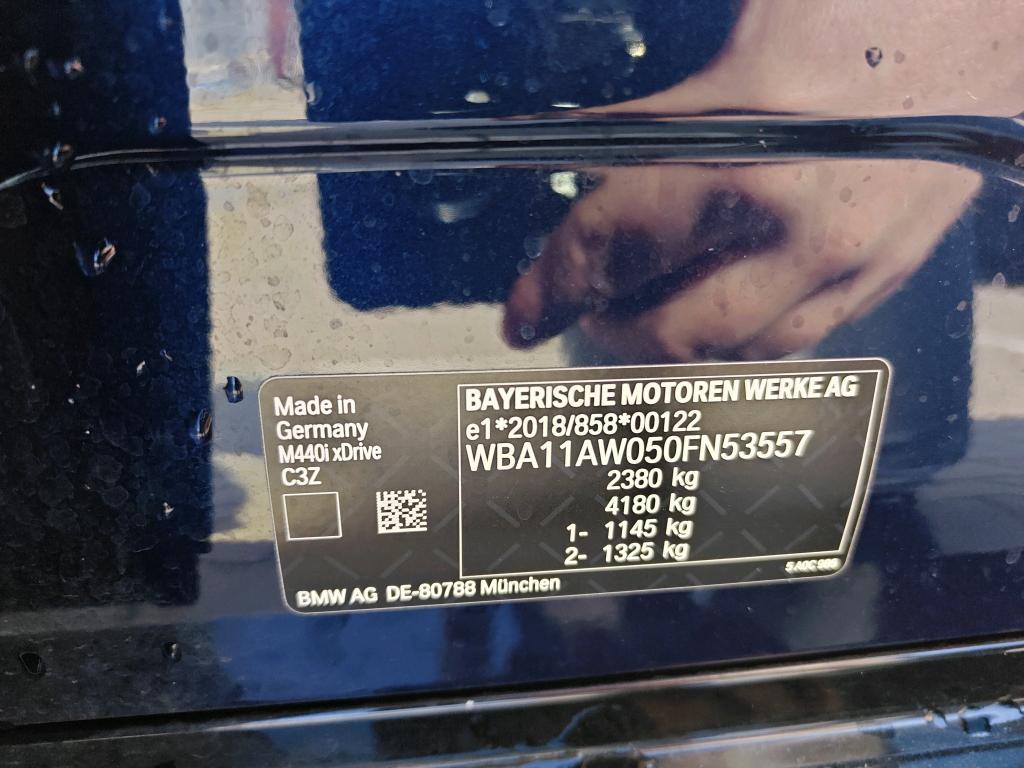 Made in
Germany
M440i xDrive
C3Z
BMW AG DE-80788 München
BAYERISCHE MOTOREN WERKE AG
e1*2018/858*00122
WBA11AW050FN53557
2380 kg
4180 kg
1- 1145 kg
2- 1325 kg